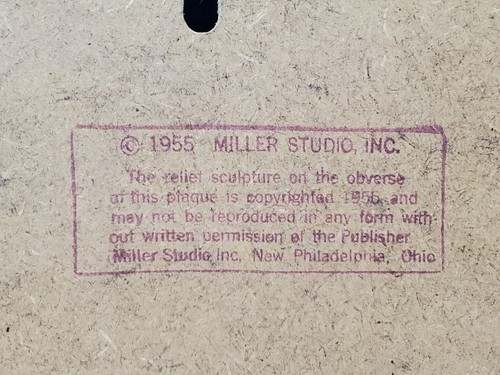 © 1955 MILLER STUDIO, INC.
The relief sculpture on the obverse
of this plaque is copyrighted 1955 and
may not be reproduced in any form with
out written permission of the Publisher
Miller Studio, Inc. New Philadelphia, Ohio